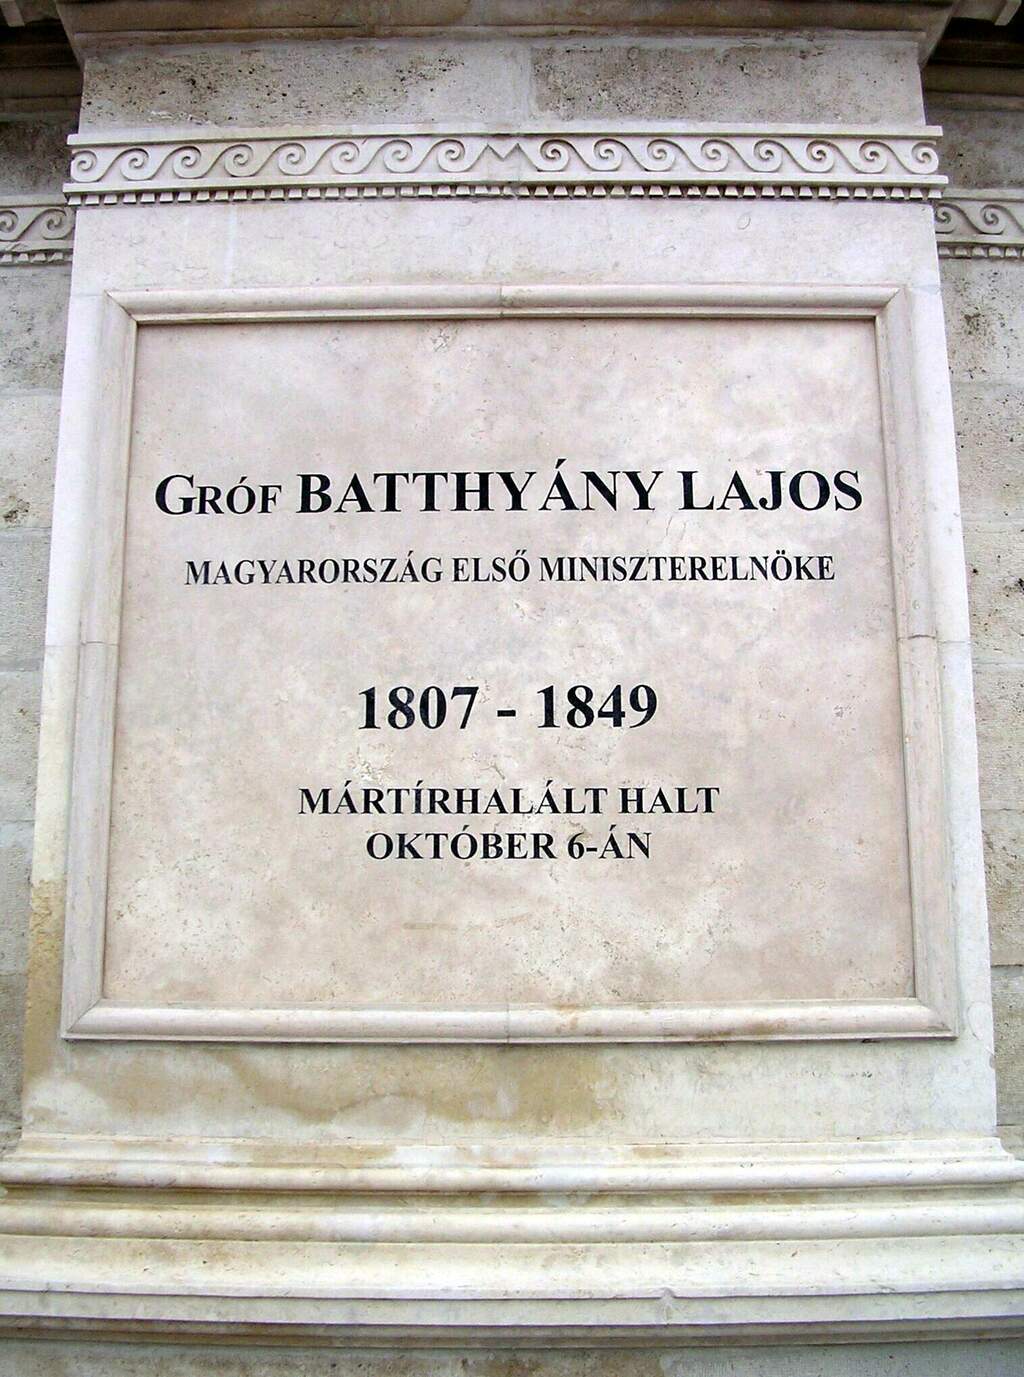 GRÓF BATTHYÁNY LAJOS
MAGYARORSZÁG ELSŐ MINISZTERELNÖKE
1807 - 1849
MÁRTÍRHALÁLT HALT
OKTÓBER 6-ÁN